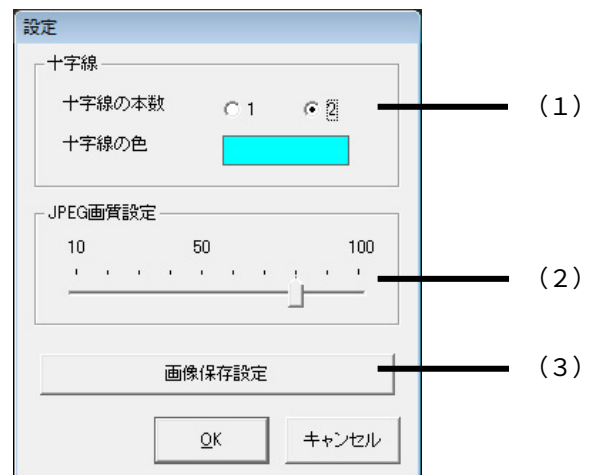 設定
十字線
十字線の本数 1 2 （１）
十字線の色
JPEG画質設定
10 50 100
（２）
画像保存設定 （３）
OK キャンセル